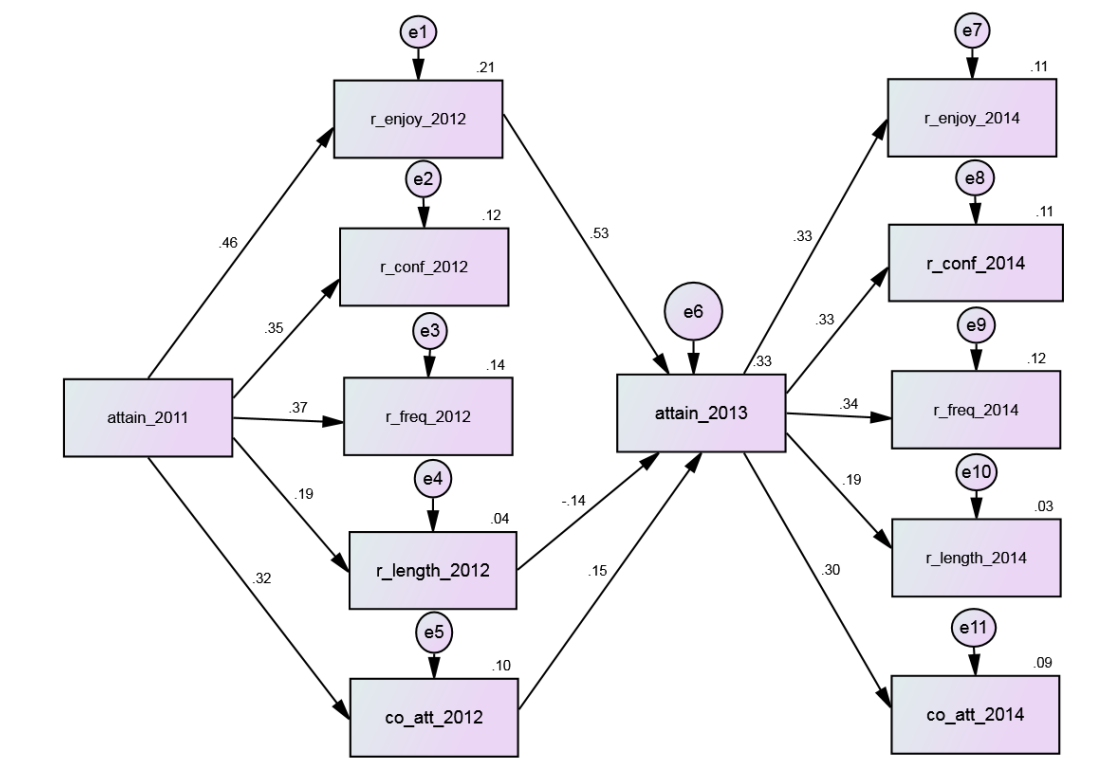 e1
.21
r_enjoy_2012
e2
.12
r_conf_2012
e3
.14
r_freq_2012
e4
.04
r_length_2012
e5
.10
co_att_2012
attain_2011
.46
.35
.37
.19
.32
.53
-.14
.15
e6
.33
attain_2013
.33
.33
.34
.19
.30
e7
.11
r_enjoy_2014
e8
.11
r_conf_2014
e9
.12
r_freq_2014
e10
.03
r_length_2014
e11
.09
co_att_2014